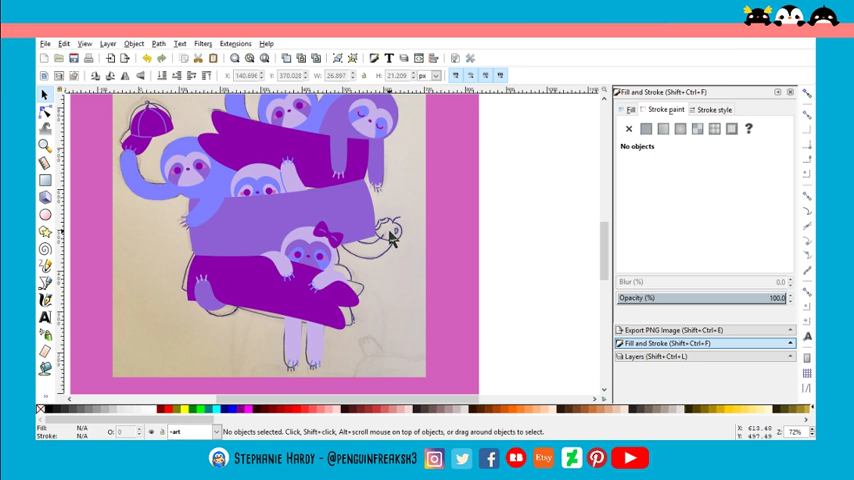 File Edit View Layer Object Path Text Filters Extensions Help
X: 140.696 Y: 370.028 W: 26.897 H: 21.209 px
Fill and Stroke (Shift+Ctrl+F)
Fill Stroke paint Stroke style
No objects
Blur (%) 0.0
Opacity (%) 100.0
Export PNG Image (Shift+Ctrl+E)
Fill and Stroke (Shift+Ctrl+F)
Layers (Shift+Ctrl+L)
Fill: N/A
Stroke: N/A
O: 0
-art
No objects selected. Click, Shift+click, Alt+scroll mouse on top of objects, or drag around objects to select.
X: 613.48
Y: 497.49
Z: 72%
Stephanie Hardy - @penguinfreaksh3
Etsy